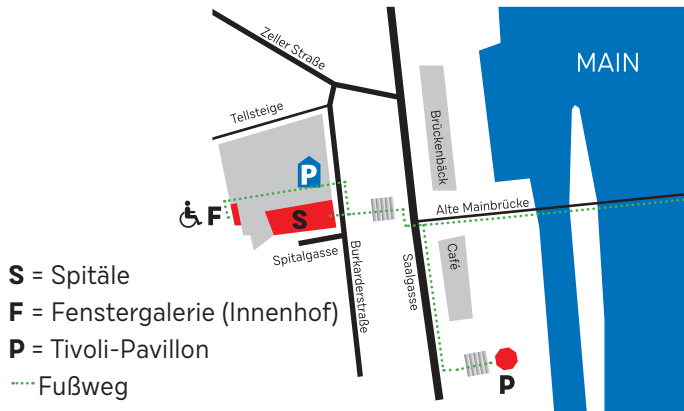 Zeller Straße
MAIN
Tellsteige
Brückenbäck
P
F
S
Alte Mainbrücke
Spitalgasse
Burkarderstraße
Saalgasse
Café
P
S = Spitäle
F = Fenstergalerie (Innenhof)
P = Tivoli-Pavillon
Fußweg